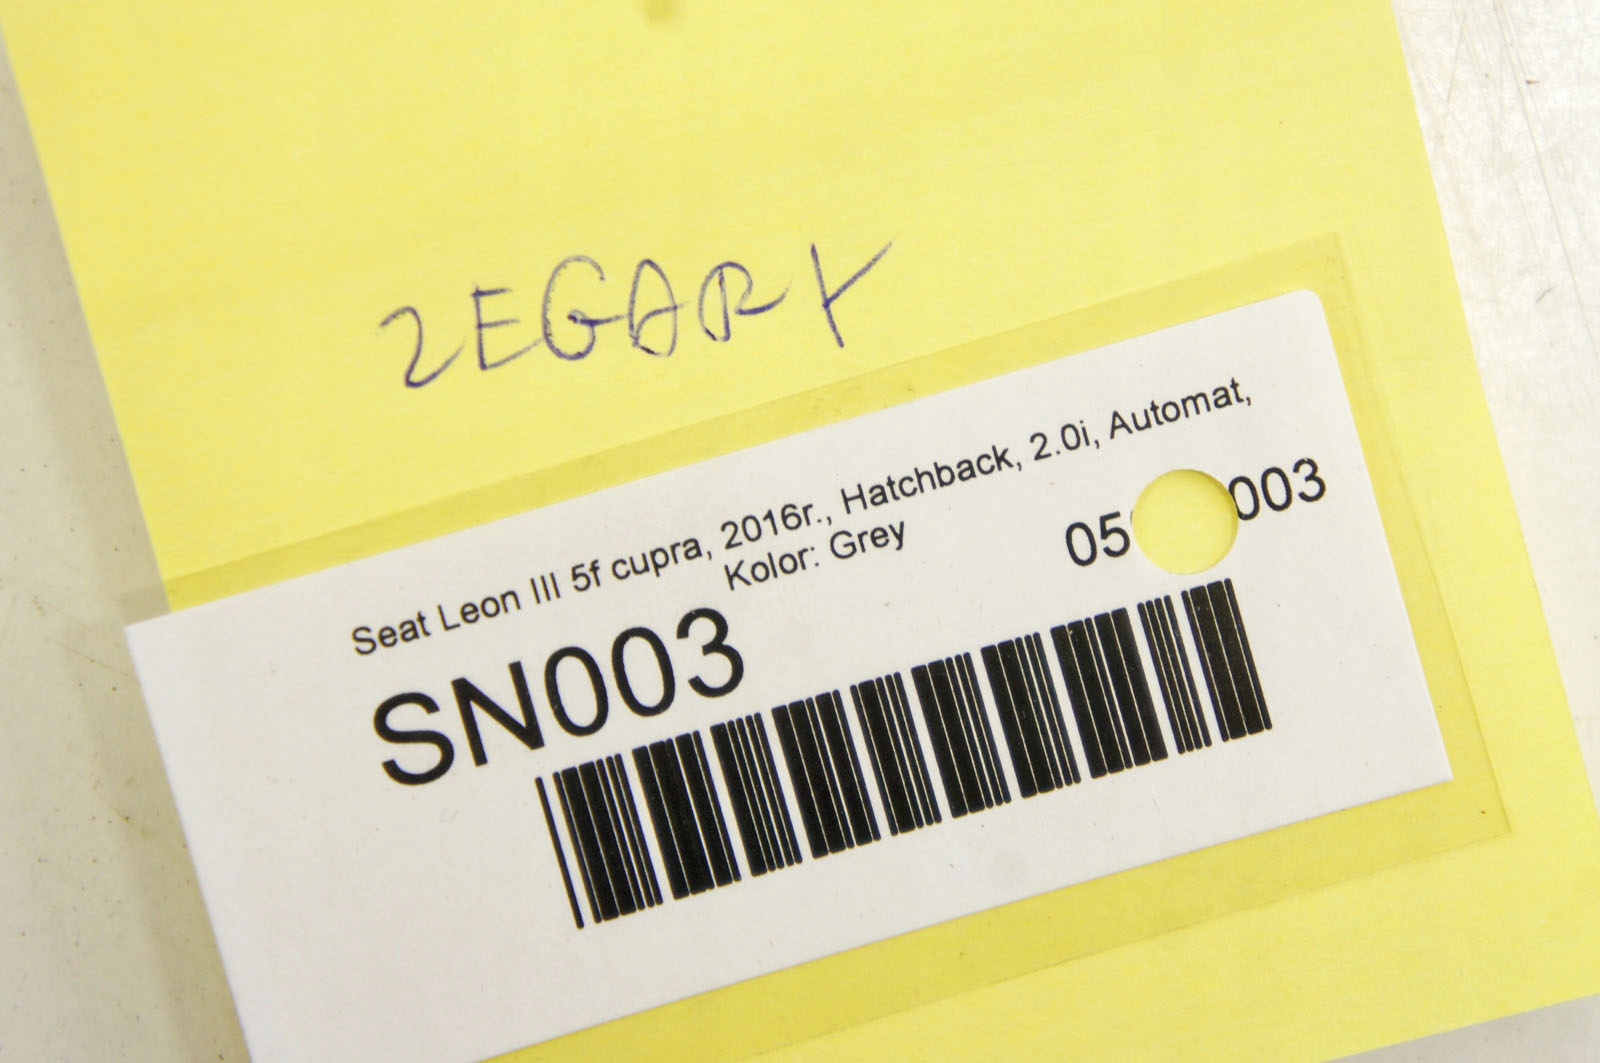 ZEGARY
Seat Leon III 5f cupra, 2016r., Hatchback, 2.0i, Automat,
Kolor: Grey
SN003